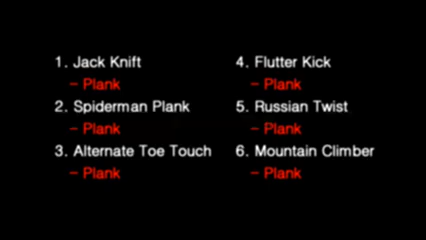 1. Jack Knift
- Plank
2. Spiderman Plank
- Plank
3. Alternate Toe Touch
- Plank
4. Flutter Kick
- Plank
5. Russian Twist
- Plank
6. Mountain Climber
- Plank